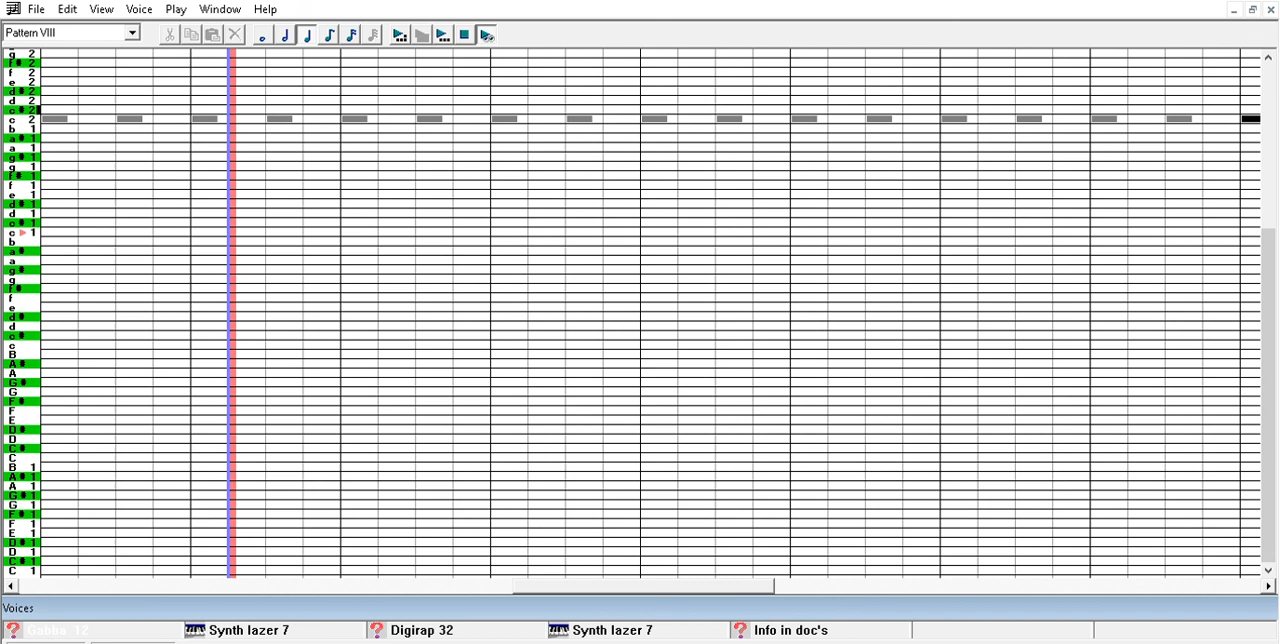 File Edit View Voice Play Window Help
Pattern VIII
g 2
f# 2
f 2
e 2
d# 2
d 2
c# 2
c 2
b 1
a# 1
a 1
g# 1
g 1
f# 1
f 1
e 1
d# 1
d 1
c# 1
c 1
b
a#
a
g#
g
f#
f
e
d#
d
c#
c
B
A#
A
G#
G
F#
F
E
D#
D
C#
C
B 1
A# 1
A 1
G# 1
G 1
F# 1
F 1
E 1
D# 1
D 1
C# 1
C 1
Voices
Gabba 12 Synth lazer 7 Digirap 32 Synth lazer 7 Info in doc's